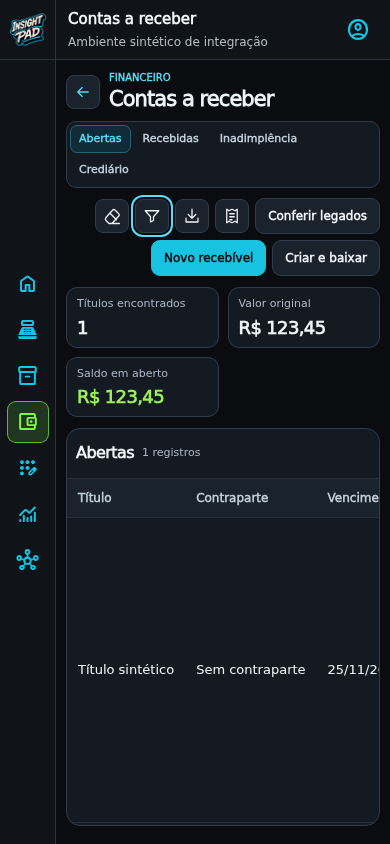 INSIGHT
PAD
Contas a receber
Ambiente sintético de integração
FINANCEIRO
Contas a receber
Abertas Recebidas Inadimplência
Crediário
Conferir legados
Novo recebível Criar e baixar
Títulos encontrados Valor original
1 R$ 123,45
Saldo em aberto
R$ 123,45
Abertas 1 registros
Título Contraparte Vencime
Título sintético Sem contraparte 25/11/2